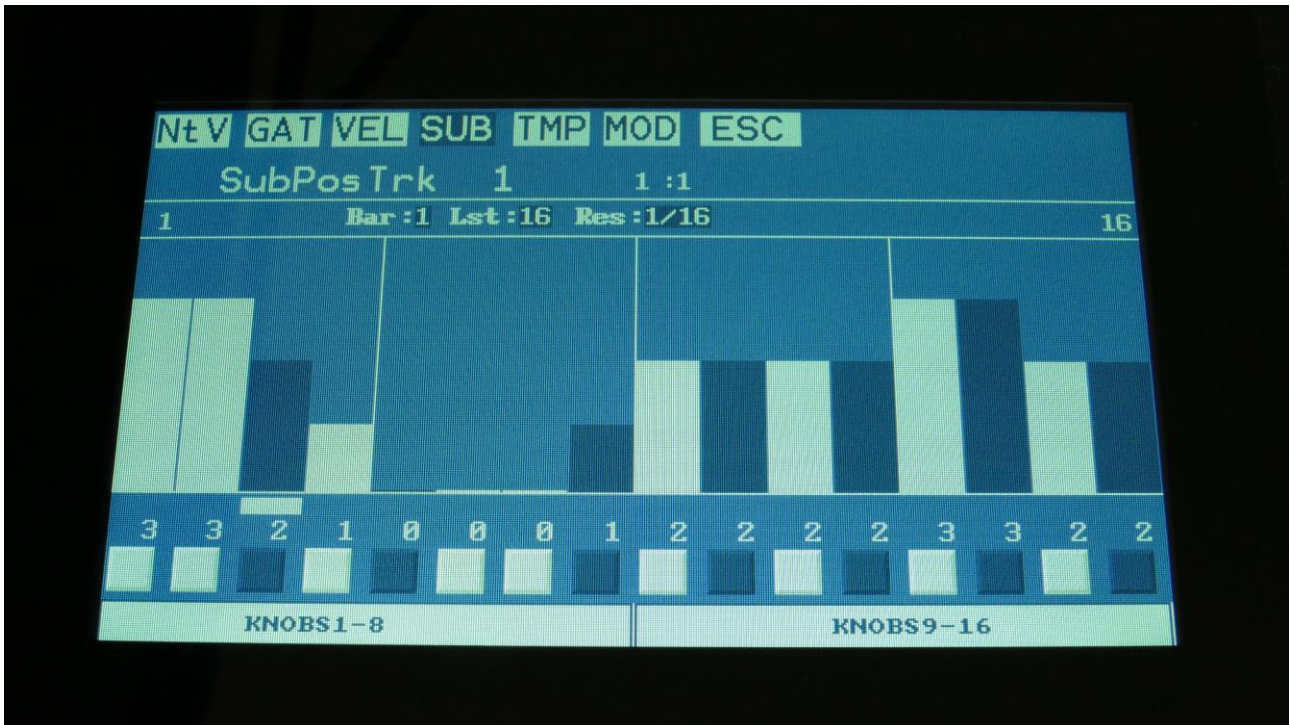 NtV GAT VEL SUB TMP MOD ESC
SubPosTrk 1 1 :1
1 Bar:1 Lst:16 Res:1/16 16
3 3 2 1 0 0 0 1 2 2 2 2 3 3 2 2
KNOBS1-8 KNOBS9-16